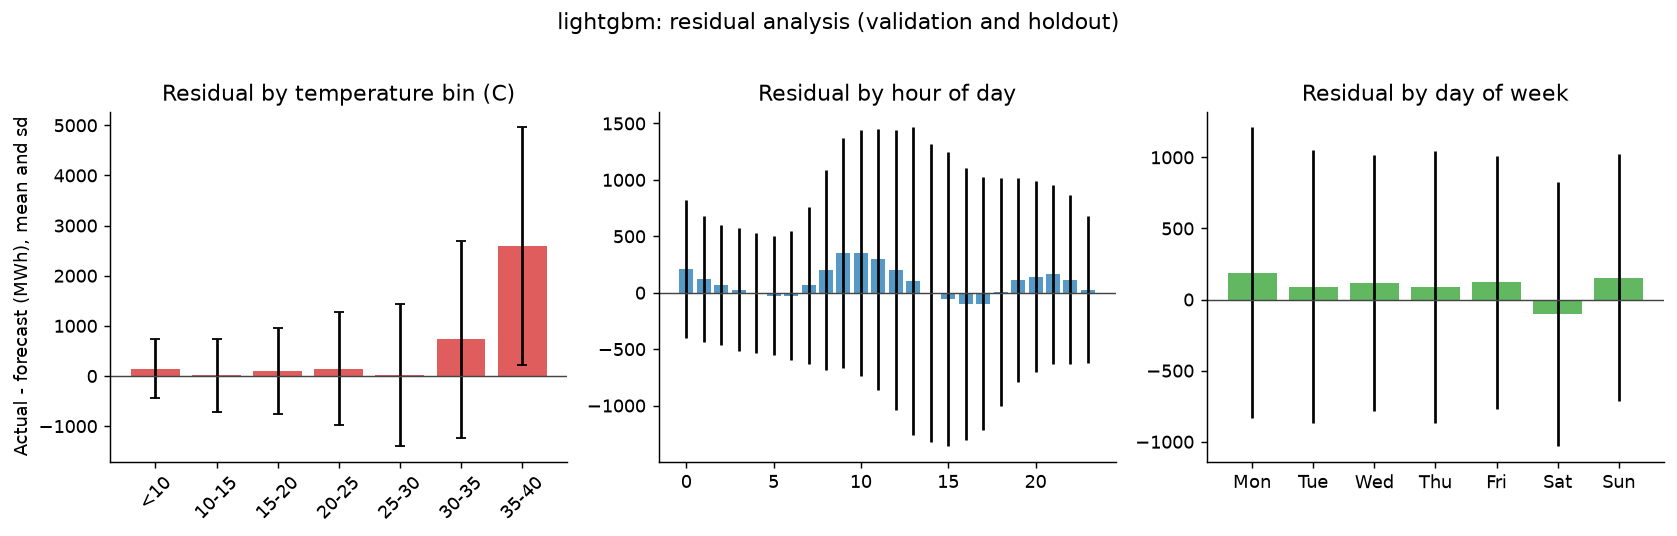 lightgbm: residual analysis (validation and holdout)
Residual by temperature bin (C)
Actual - forecast (MWh), mean and sd
5000
4000
3000
2000
1000
0
−1000
<10
10-15
15-20
20-25
25-30
30-35
35-40
Residual by hour of day
1500
1000
500
0
−500
−1000
0
5
10
15
20
Residual by day of week
1000
500
0
−500
−1000
Mon
Tue
Wed
Thu
Fri
Sat
Sun